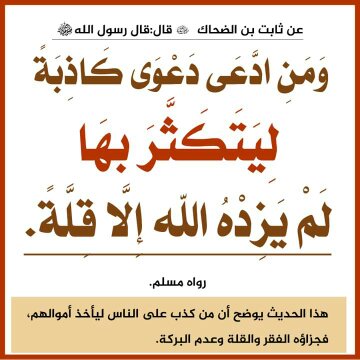 عن ثابت بن الضحاك ﷺ قال:قال رسول الله ﷺ
وَمَنِ ادَّعَى دَعْوَى كَاذِبَةً
لِيَتَكَثَّرَ بِهَا
لَمْ يَزِدْهُ الله إِلَّا قِلَّةً.
رواه مسلم.
هذا الحديث يوضح أن من كذب على الناس ليأخذ أموالهم،
فجزاؤه الفقر والقلة وعدم البركة.